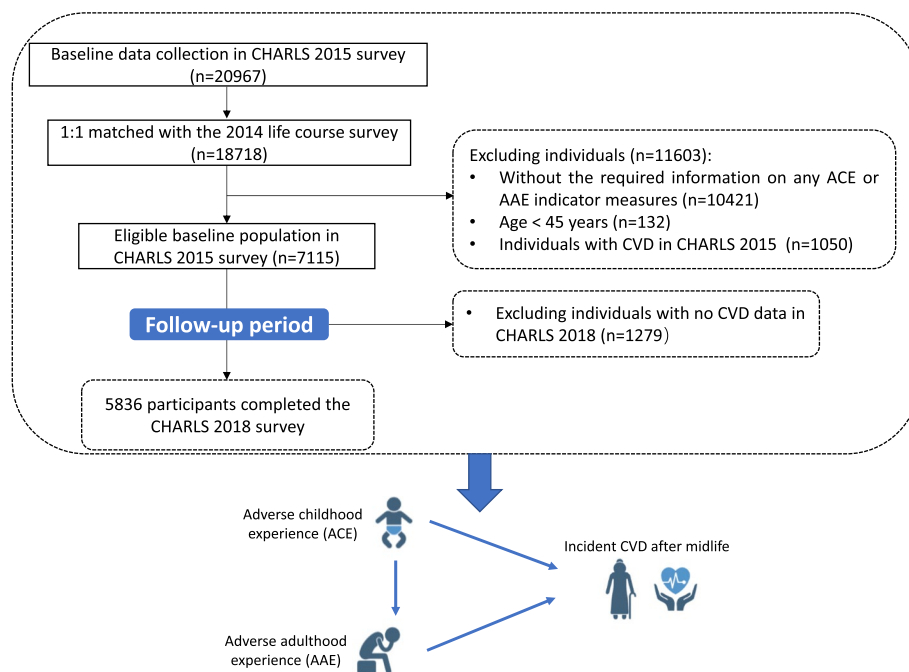 Baseline data collection in CHARLS 2015 survey
(n=20967)
1:1 matched with the 2014 life course survey
(n=18718)
Excluding individuals (n=11603):
• Without the required information on any ACE or
AAE indicator measures (n=10421)
• Age < 45 years (n=132)
• Individuals with CVD in CHARLS 2015 (n=1050)
Eligible baseline population in
CHARLS 2015 survey (n=7115)
Follow-up period
• Excluding individuals with no CVD data in
CHARLS 2018 (n=1279）
5836 participants completed the
CHARLS 2018 survey
Adverse childhood
experience (ACE)
Incident CVD after midlife
Adverse adulthood
experience (AAE)